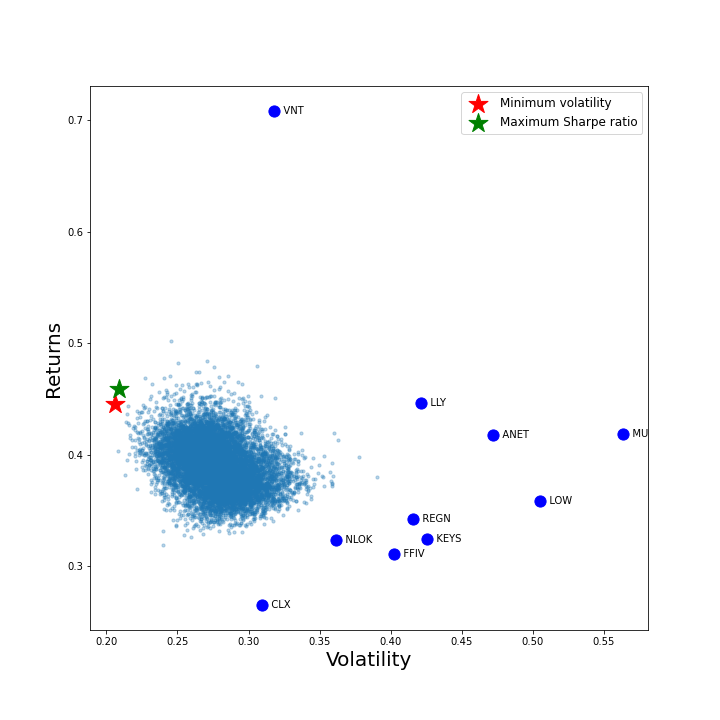 Minimum volatility
Maximum Sharpe ratio
VNT
LLY
ANET
MU
LOW
REGN
KEYS
NLOK
FFIV
CLX
0.7
0.6
0.5
0.4
0.3
Returns
0.20 0.25 0.30 0.35 0.40 0.45 0.50 0.55
Volatility